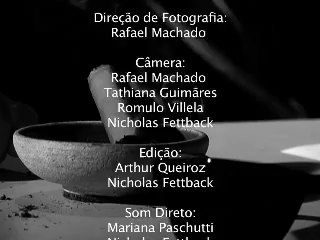 Direção de Fotografia:
Rafael Machado
Câmera:
Rafael Machado
Tathiana Guimãres
Romulo Villela
Nicholas Fettback
Edição:
Arthur Queiroz
Nicholas Fettback
Som Direto:
Mariana Paschutti